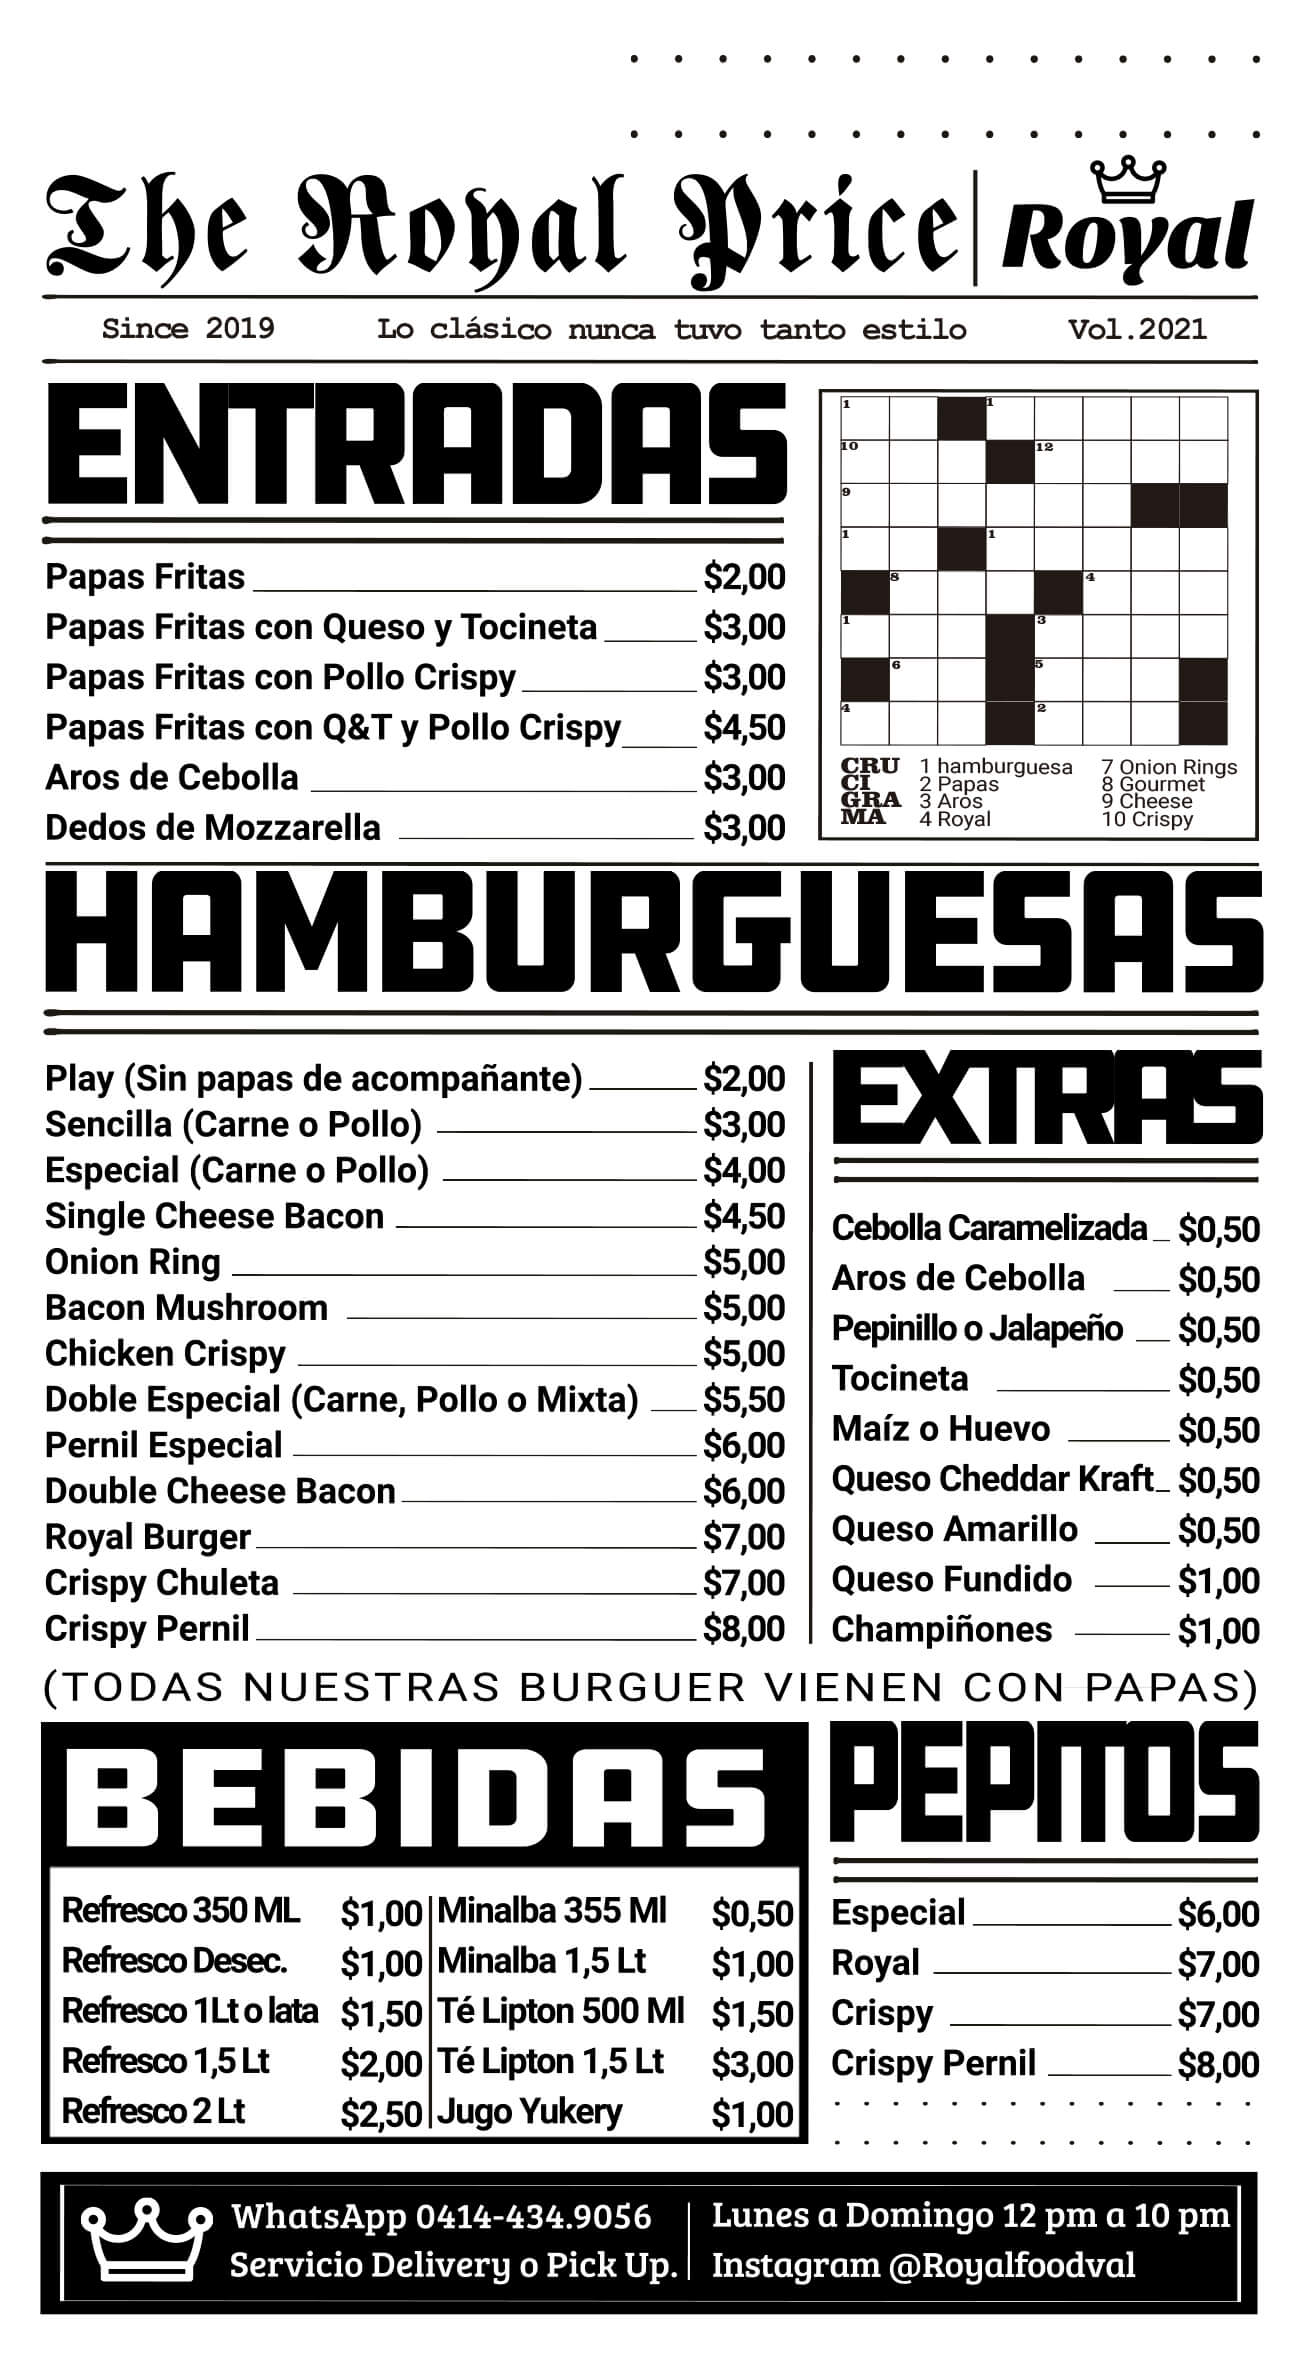 The Royal Price
Royal
Since 2019
Lo clásico nunca tuvo tanto estilo
Vol.2021
ENTRADAS
Papas Fritas $2,00
Papas Fritas con Queso y Tocineta $3,00
Papas Fritas con Pollo Crispy $3,00
Papas Fritas con Q&T y Pollo Crispy $4,50
Aros de Cebolla $3,00
Dedos de Mozzarella $3,00
1 1
10 12
9
1 1
8 4
1 3
6 5
4 2
CRU
CI
GRA
MA
1 hamburguesa
2 Papas
3 Aros
4 Royal
7 Onion Rings
8 Gourmet
9 Cheese
10 Crispy
HAMBURGUESAS
Play (Sin papas de acompañante) $2,00
Sencilla (Carne o Pollo) $3,00
Especial (Carne o Pollo) $4,00
Single Cheese Bacon $4,50
Onion Ring $5,00
Bacon Mushroom $5,00
Chicken Crispy $5,00
Doble Especial (Carne, Pollo o Mixta) $5,50
Pernil Especial $6,00
Double Cheese Bacon $6,00
Royal Burger $7,00
Crispy Chuleta $7,00
Crispy Pernil $8,00
EXTRAS
Cebolla Caramelizada $0,50
Aros de Cebolla $0,50
Pepinillo o Jalapeño $0,50
Tocineta $0,50
Maíz o Huevo $0,50
Queso Cheddar Kraft $0,50
Queso Amarillo $0,50
Queso Fundido $1,00
Champiñones $1,00
(TODAS NUESTRAS BURGUER VIENEN CON PAPAS)
BEBIDAS
Refresco 350 ML $1,00
Refresco Desec. $1,00
Refresco 1Lt o lata $1,50
Refresco 1,5 Lt $2,00
Refresco 2 Lt $2,50
Minalba 355 Ml $0,50
Minalba 1,5 Lt $1,00
Té Lipton 500 Ml $1,50
Té Lipton 1,5 Lt $3,00
Jugo Yukery $1,00
PEPITOS
Especial $6,00
Royal $7,00
Crispy $7,00
Crispy Pernil $8,00
WhatsApp 0414-434.9056
Servicio Delivery o Pick Up.
Lunes a Domingo 12 pm a 10 pm
Instagram @Royalfoodval